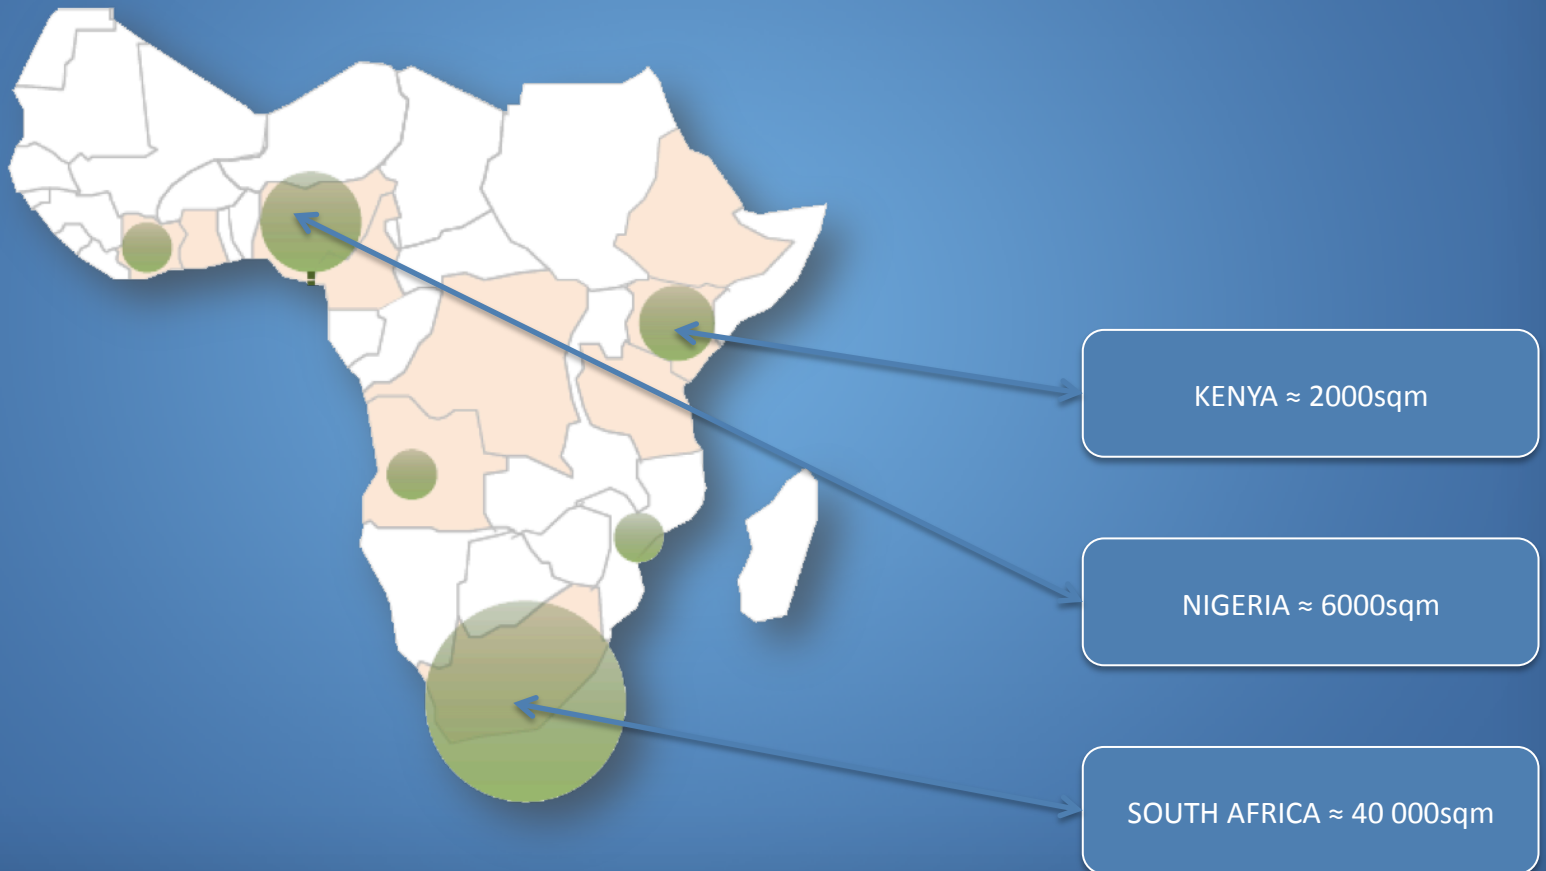 KENYA ≈ 2000sqm
NIGERIA ≈ 6000sqm
SOUTH AFRICA ≈ 40 000sqm